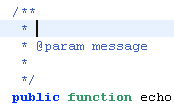 /**
 *
 * @param message
 *
 */
public function echo